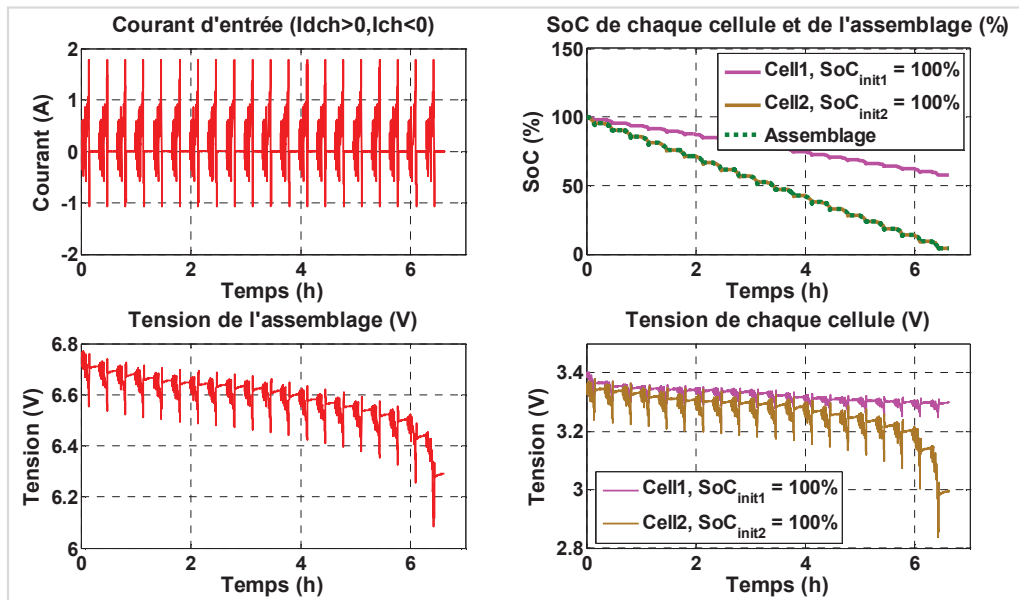 Courant d'entrée (Idch>0,Ich<0)
2
1
0
-1
-2
Courant (A)
0
2
4
6
Temps (h)
SoC de chaque cellule et de l'assemblage (%)
150
100
50
0
SoC (%)
Cell1, SoCinit1 = 100%
Cell2, SoCinit2 = 100%
Assemblage
0
2
4
6
Temps (h)
Tension de l'assemblage (V)
6.8
6.6
6.4
6.2
6
Tension (V)
0
2
4
6
Temps (h)
Tension de chaque cellule (V)
3.4
3.2
3
2.8
Tension (V)
Cell1, SoCinit1 = 100%
Cell2, SoCinit2 = 100%
0
2
4
6
Temps (h)